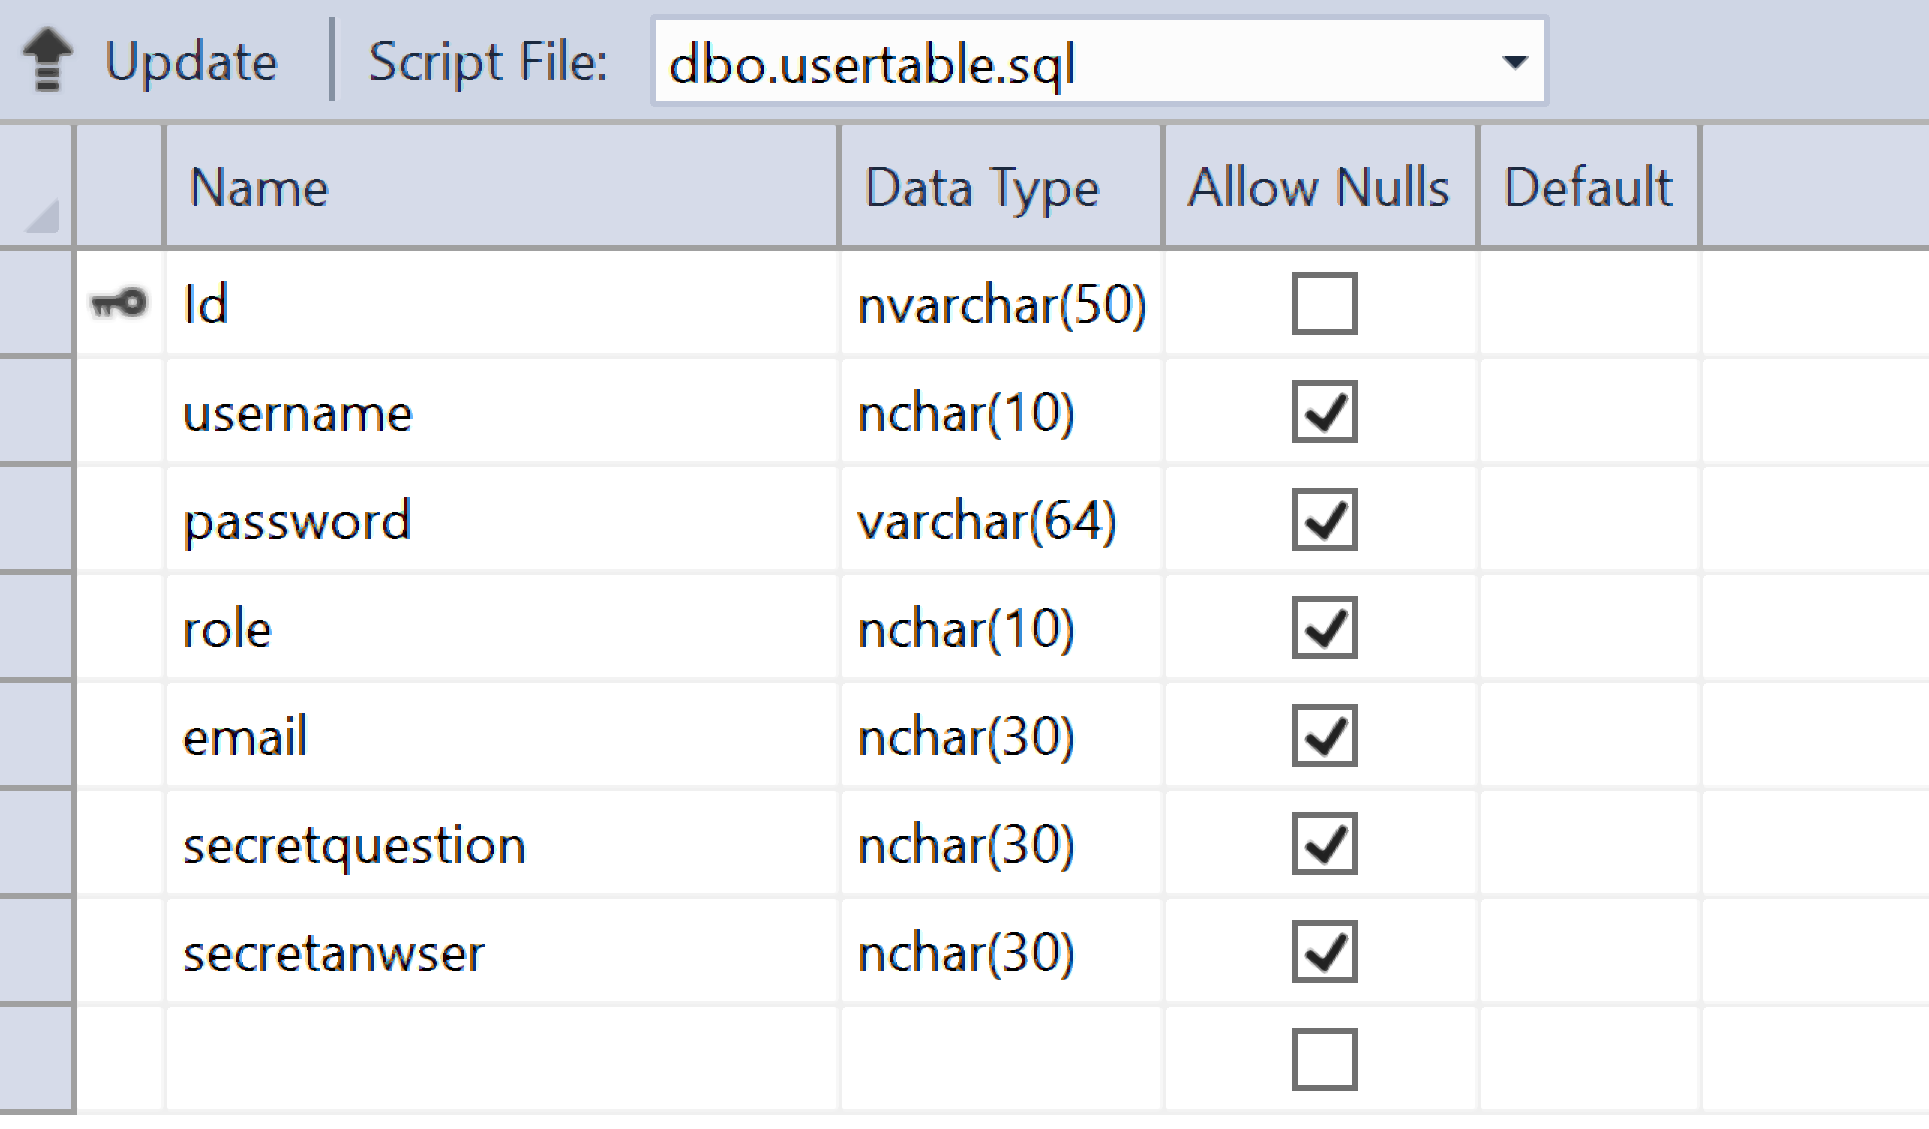 Update Script File: dbo.usertable.sql
Name Data Type Allow Nulls Default
Id nvarchar(50)
username nchar(10)
password varchar(64)
role nchar(10)
email nchar(30)
secretquestion nchar(30)
secretanwser nchar(30)